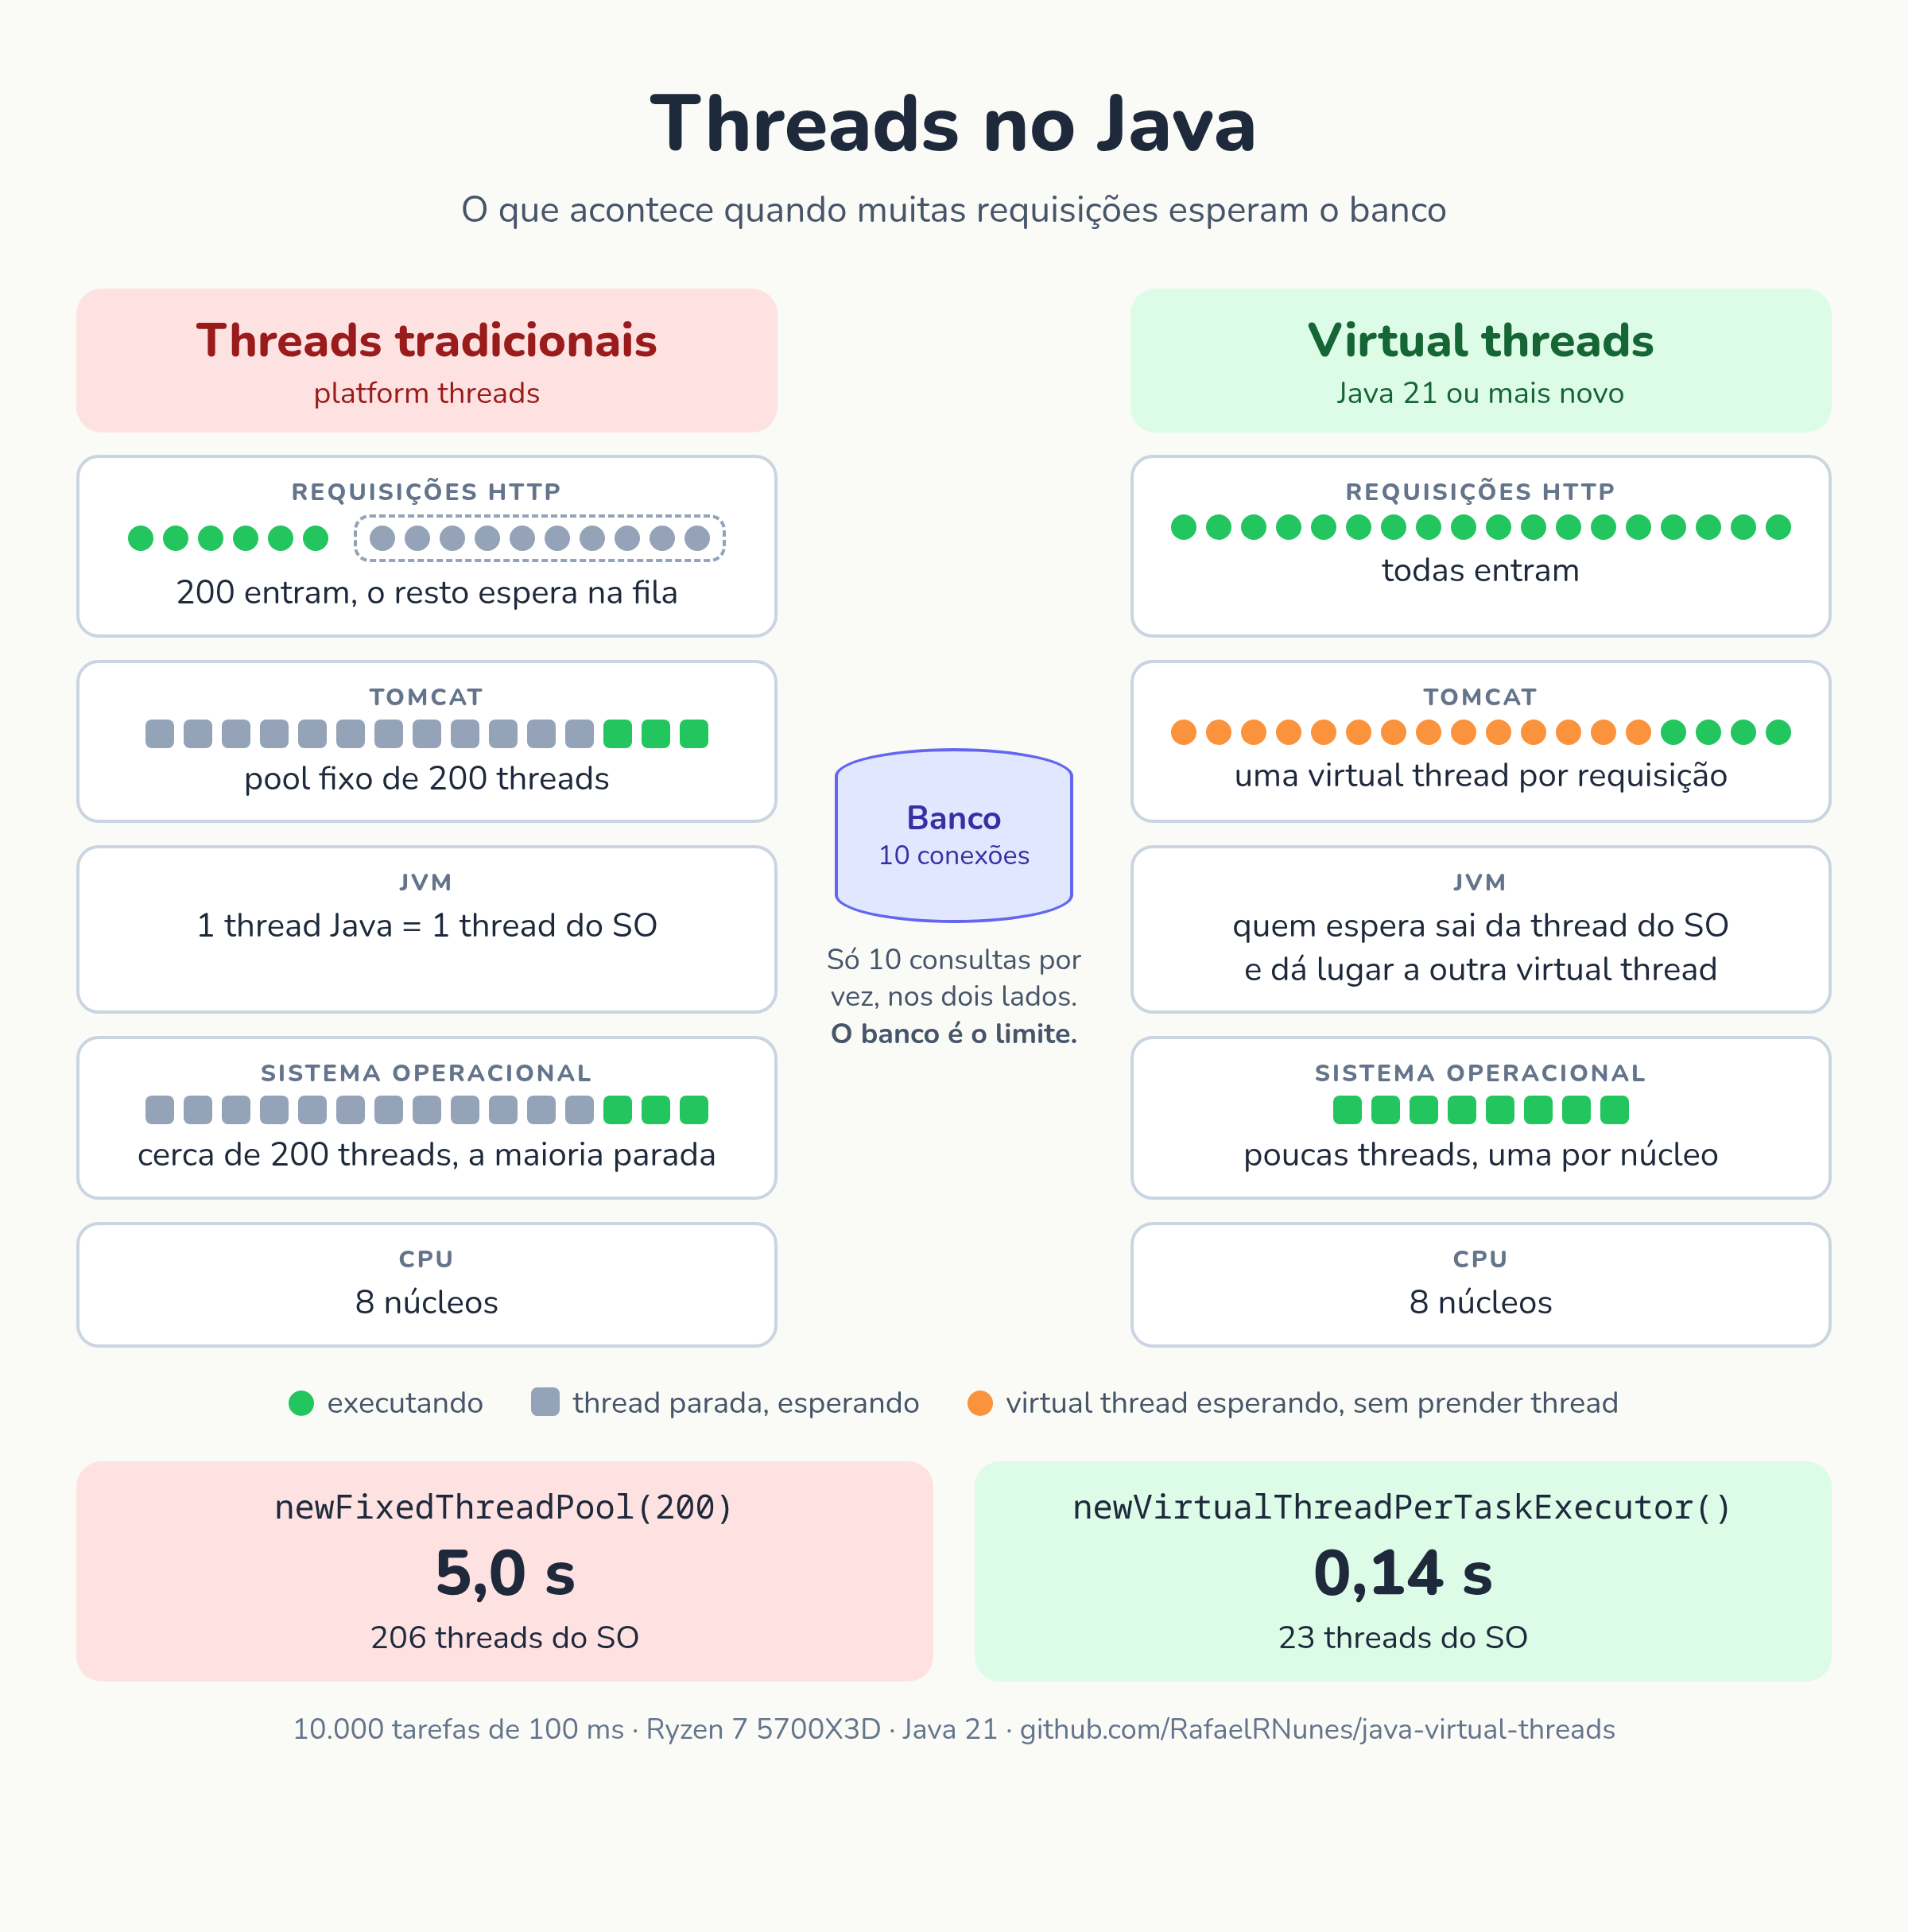 Threads no Java
O que acontece quando muitas requisições esperam o banco
Threads tradicionais
platform threads
REQUISIÇÕES HTTP
200 entram, o resto espera na fila
TOMCAT
pool fixo de 200 threads
JVM
1 thread Java = 1 thread do SO
SISTEMA OPERACIONAL
cerca de 200 threads, a maioria parada
CPU
8 núcleos
Banco
10 conexões
Só 10 consultas por
vez, nos dois lados.
O banco é o limite.
Virtual threads
Java 21 ou mais novo
REQUISIÇÕES HTTP
todas entram
TOMCAT
uma virtual thread por requisição
JVM
quem espera sai da thread do SO
e dá lugar a outra virtual thread
SISTEMA OPERACIONAL
poucas threads, uma por núcleo
CPU
8 núcleos
executando
thread parada, esperando
virtual thread esperando, sem prender thread
newFixedThreadPool(200)
5,0 s
206 threads do SO
newVirtualThreadPerTaskExecutor()
0,14 s
23 threads do SO
10.000 tarefas de 100 ms · Ryzen 7 5700X3D · Java 21 · github.com/RafaelRNunes/java-virtual-threads